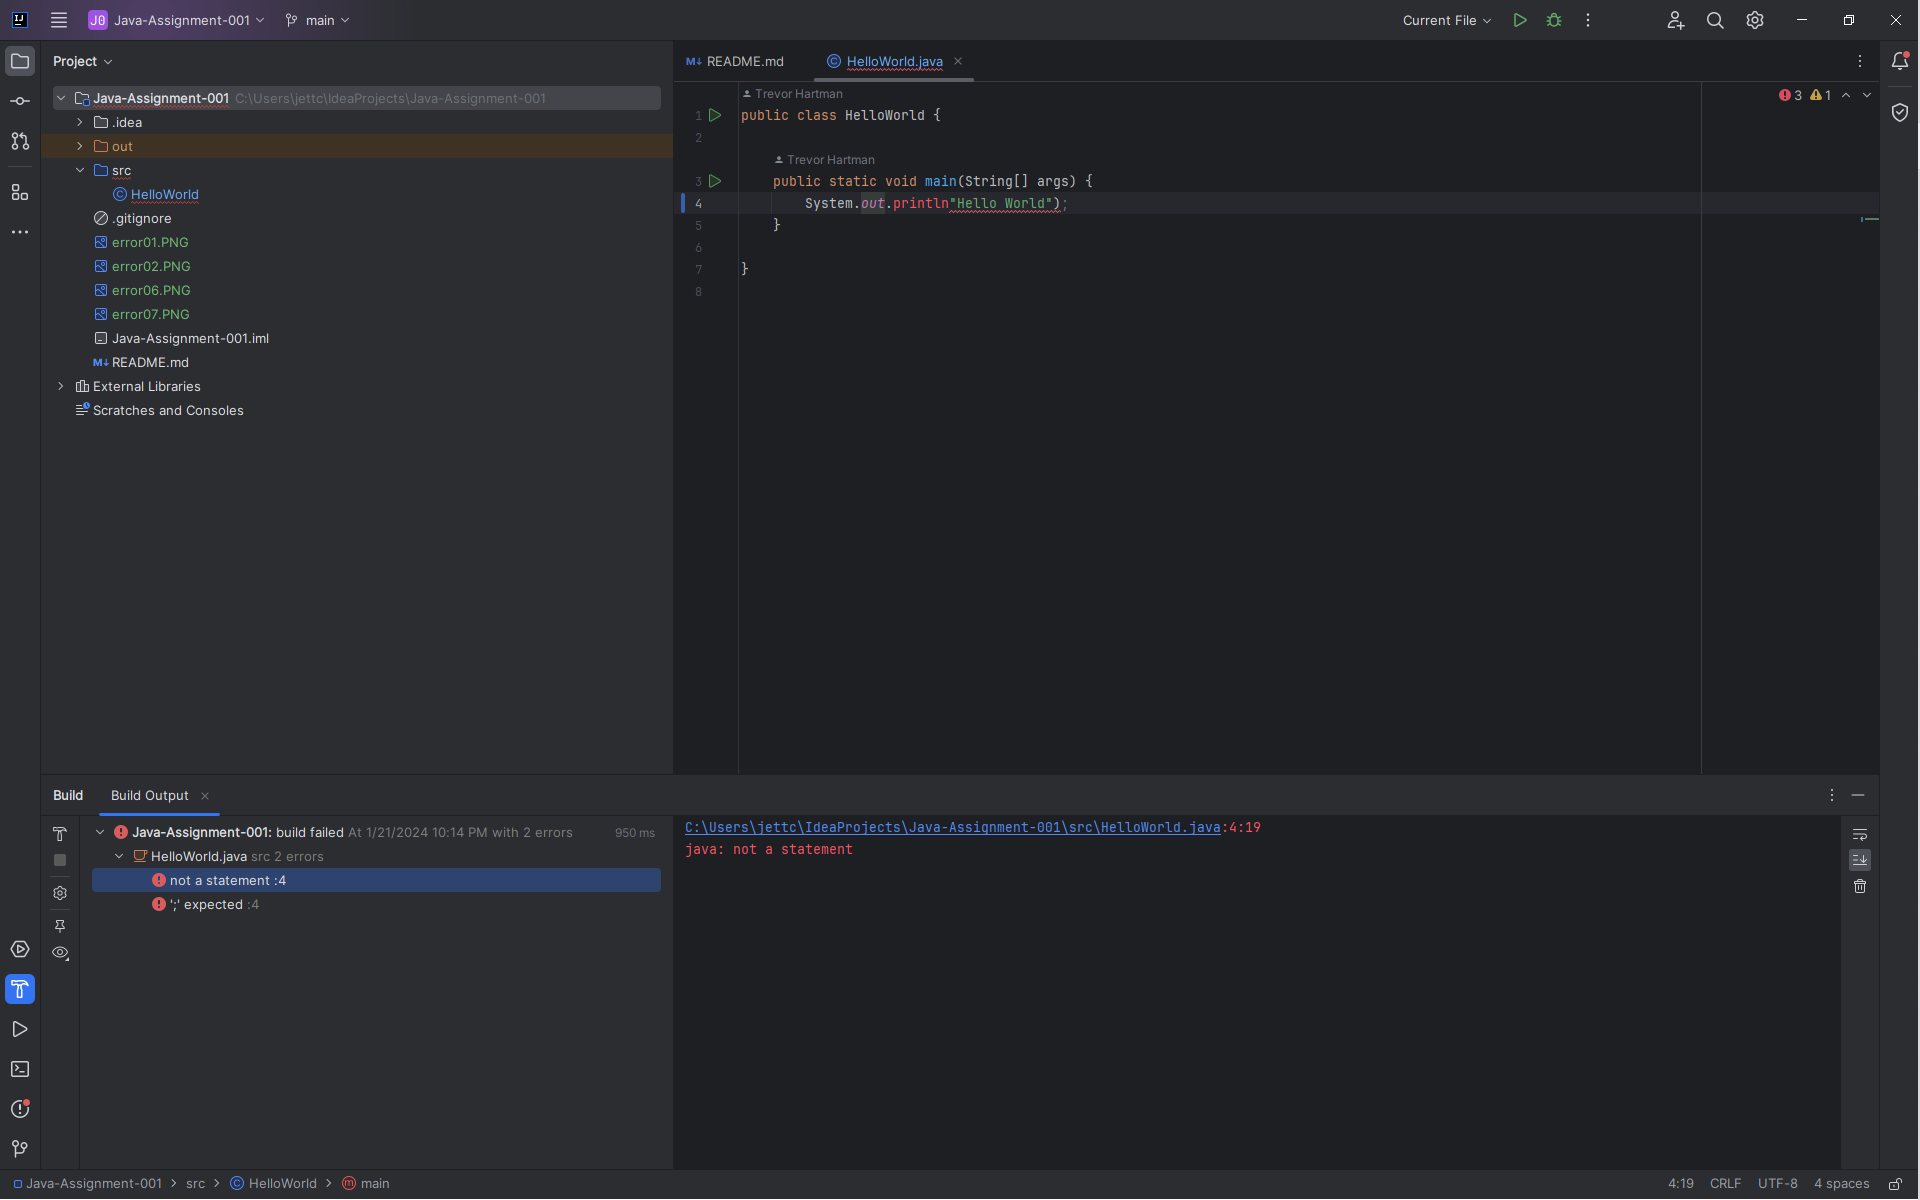 J0 Java-Assignment-001 main Current File
Project
Java-Assignment-001 C:\Users\jettc\IdeaProjects\Java-Assignment-001
.idea
out
src
HelloWorld
.gitignore
error01.PNG
error02.PNG
error06.PNG
error07.PNG
Java-Assignment-001.iml
M↓ README.md
External Libraries
Scratches and Consoles
M↓ README.md HelloWorld.java
3 1
Trevor Hartman
1 public class HelloWorld {
2
Trevor Hartman
3 public static void main(String[] args) {
4 System.out.println"Hello World");
5 }
6
7 }
8
Build Build Output
Java-Assignment-001: build failed At 1/21/2024 10:14 PM with 2 errors 950 ms
HelloWorld.java src 2 errors
not a statement :4
';' expected :4
C:\Users\jettc\IdeaProjects\Java-Assignment-001\src\HelloWorld.java:4:19
java: not a statement
Java-Assignment-001 > src > HelloWorld > main 4:19 CRLF UTF-8 4 spaces